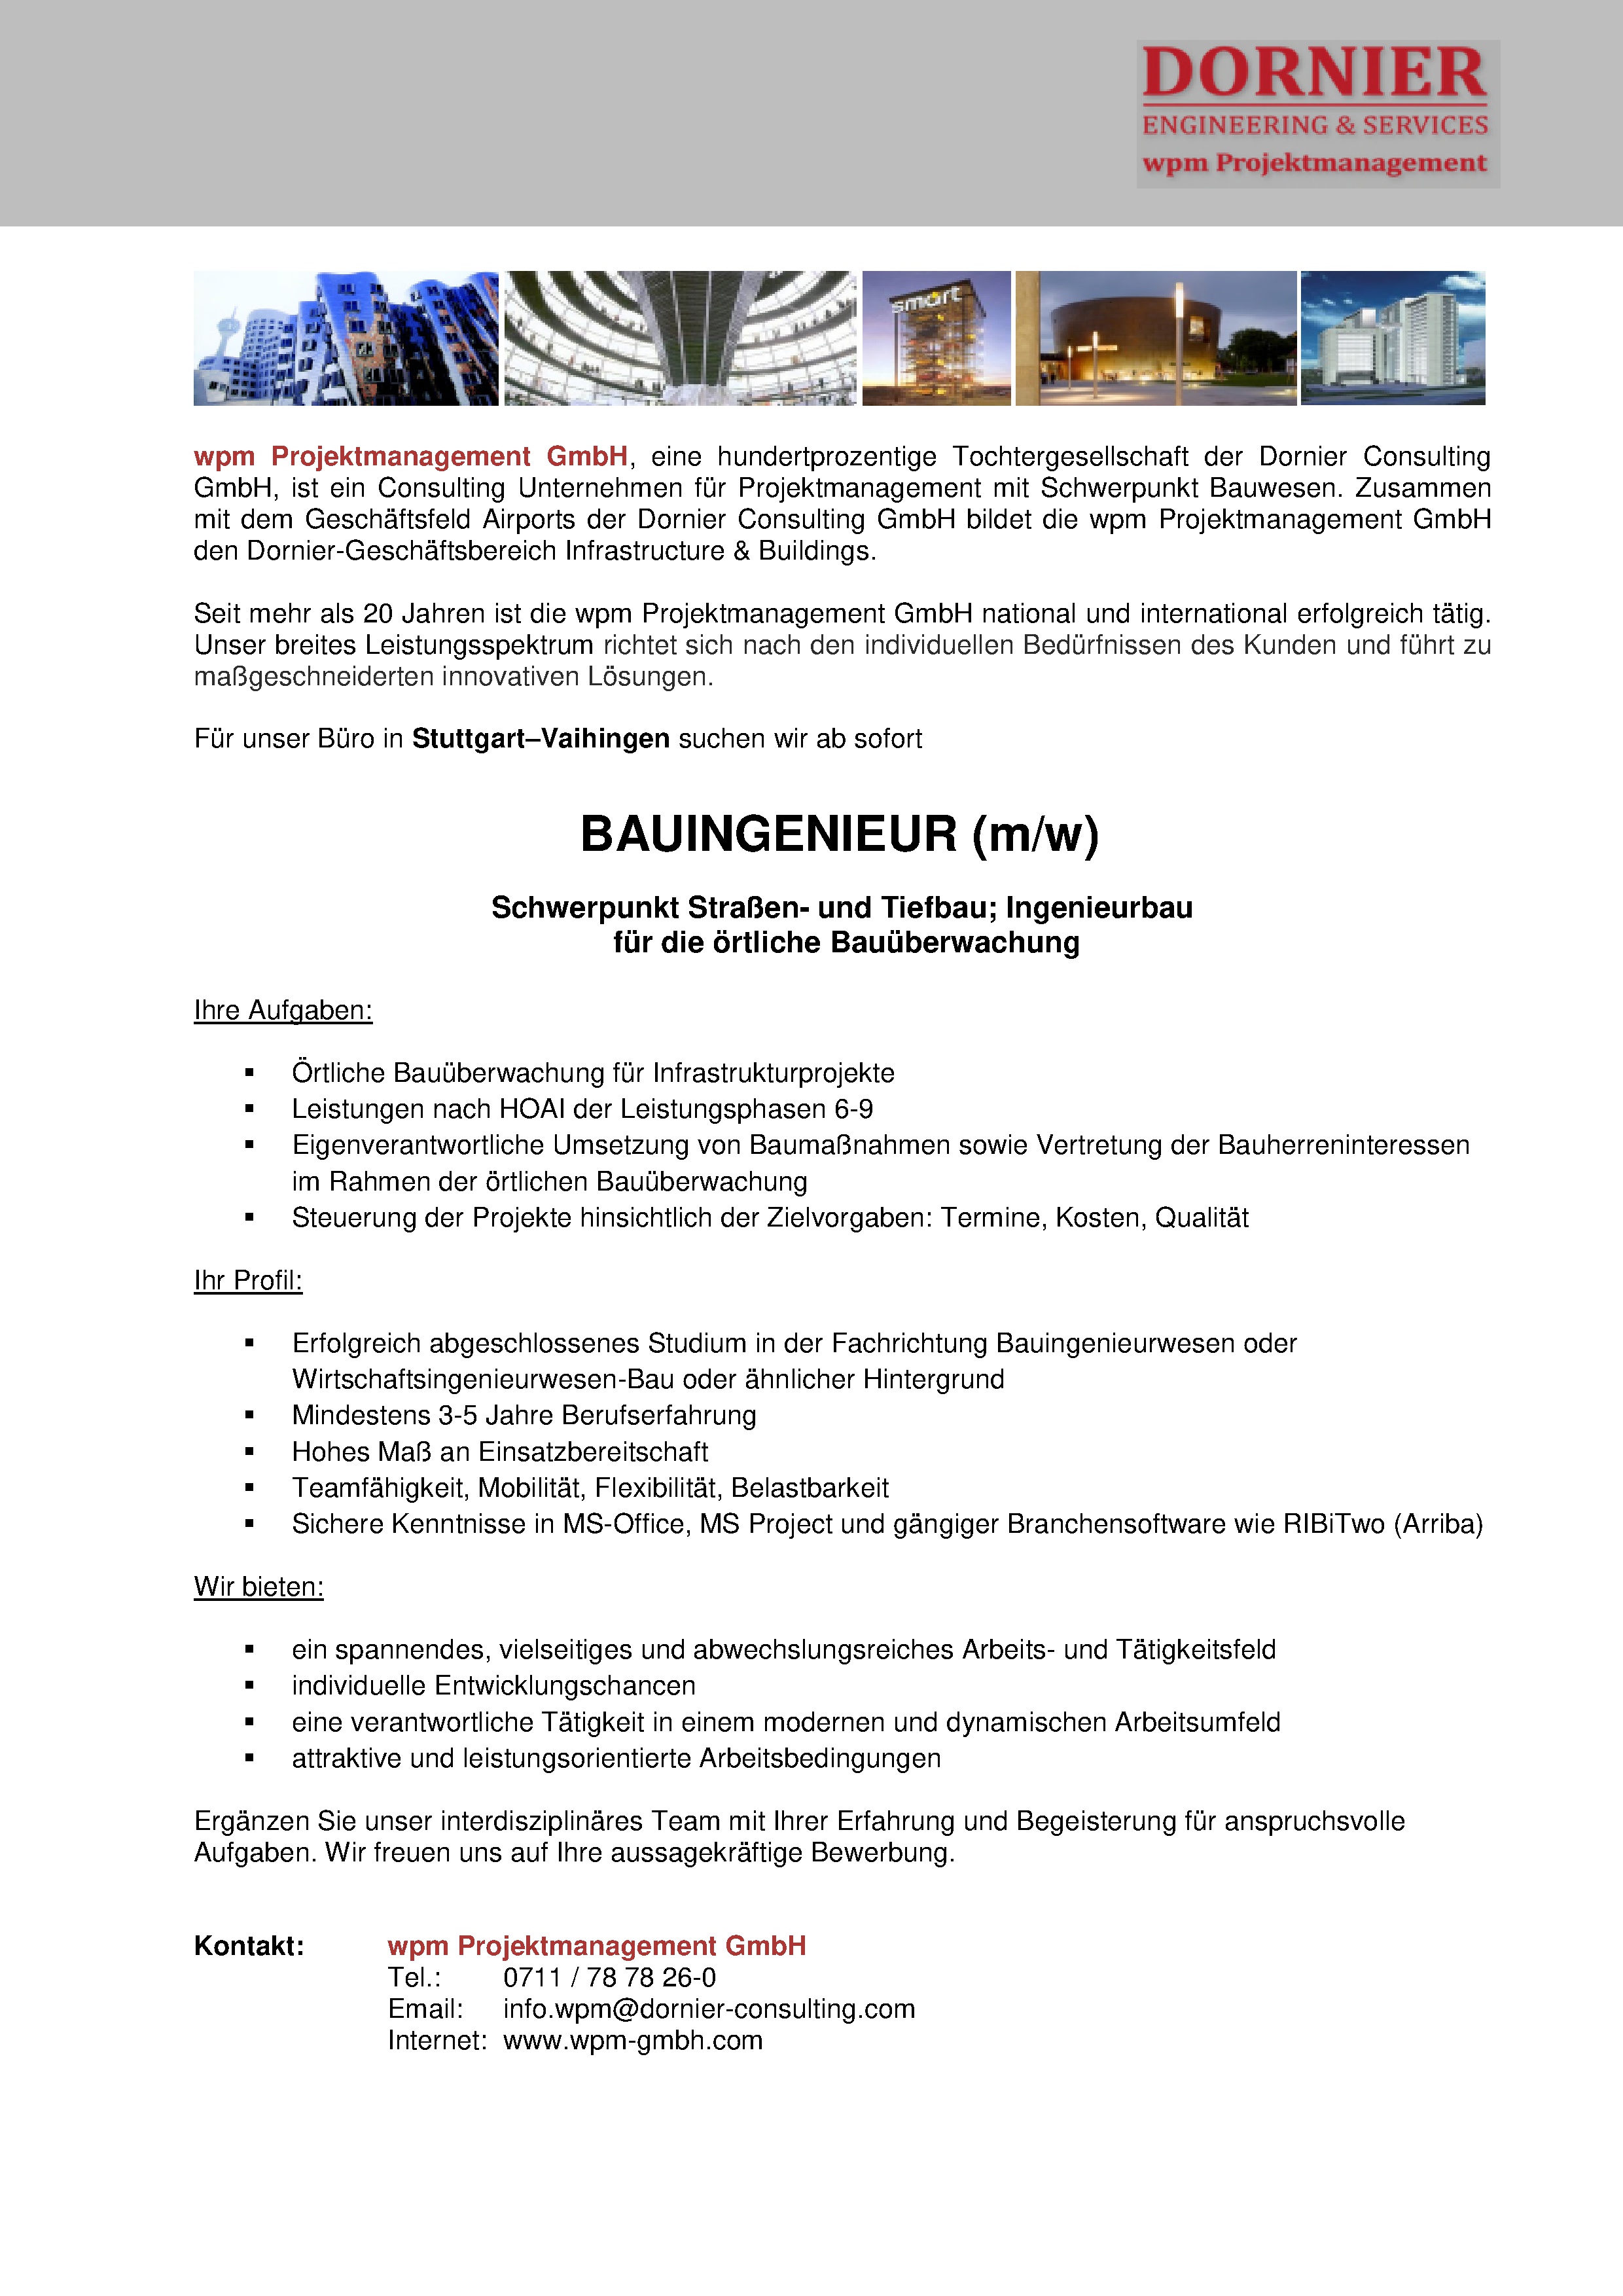 DORNIER
ENGINEERING & SERVICES
wpm Projektmanagement
smart
wpm Projektmanagement GmbH, eine hundertprozentige Tochtergesellschaft der Dornier Consulting
GmbH, ist ein Consulting Unternehmen für Projektmanagement mit Schwerpunkt Bauwesen. Zusammen
mit dem Geschäftsfeld Airports der Dornier Consulting GmbH bildet die wpm Projektmanagement GmbH
den Dornier-Geschäftsbereich Infrastructure & Buildings.
Seit mehr als 20 Jahren ist die wpm Projektmanagement GmbH national und international erfolgreich tätig.
Unser breites Leistungsspektrum richtet sich nach den individuellen Bedürfnissen des Kunden und führt zu
maßgeschneiderten innovativen Lösungen.
Für unser Büro in Stuttgart–Vaihingen suchen wir ab sofort
BAUINGENIEUR (m/w)
Schwerpunkt Straßen- und Tiefbau; Ingenieurbau
für die örtliche Bauüberwachung
Ihre Aufgaben:
▪ Örtliche Bauüberwachung für Infrastrukturprojekte
▪ Leistungen nach HOAI der Leistungsphasen 6-9
▪ Eigenverantwortliche Umsetzung von Baumaßnahmen sowie Vertretung der Bauherreninteressen
im Rahmen der örtlichen Bauüberwachung
▪ Steuerung der Projekte hinsichtlich der Zielvorgaben: Termine, Kosten, Qualität
Ihr Profil:
▪ Erfolgreich abgeschlossenes Studium in der Fachrichtung Bauingenieurwesen oder
Wirtschaftsingenieurwesen-Bau oder ähnlicher Hintergrund
▪ Mindestens 3-5 Jahre Berufserfahrung
▪ Hohes Maß an Einsatzbereitschaft
▪ Teamfähigkeit, Mobilität, Flexibilität, Belastbarkeit
▪ Sichere Kenntnisse in MS-Office, MS Project und gängiger Branchensoftware wie RIBiTwo (Arriba)
Wir bieten:
▪ ein spannendes, vielseitiges und abwechslungsreiches Arbeits- und Tätigkeitsfeld
▪ individuelle Entwicklungschancen
▪ eine verantwortliche Tätigkeit in einem modernen und dynamischen Arbeitsumfeld
▪ attraktive und leistungsorientierte Arbeitsbedingungen
Ergänzen Sie unser interdisziplinäres Team mit Ihrer Erfahrung und Begeisterung für anspruchsvolle
Aufgaben. Wir freuen uns auf Ihre aussagekräftige Bewerbung.
Kontakt: wpm Projektmanagement GmbH
Tel.: 0711 / 78 78 26-0
Email: info.wpm@dornier-consulting.com
Internet: www.wpm-gmbh.com